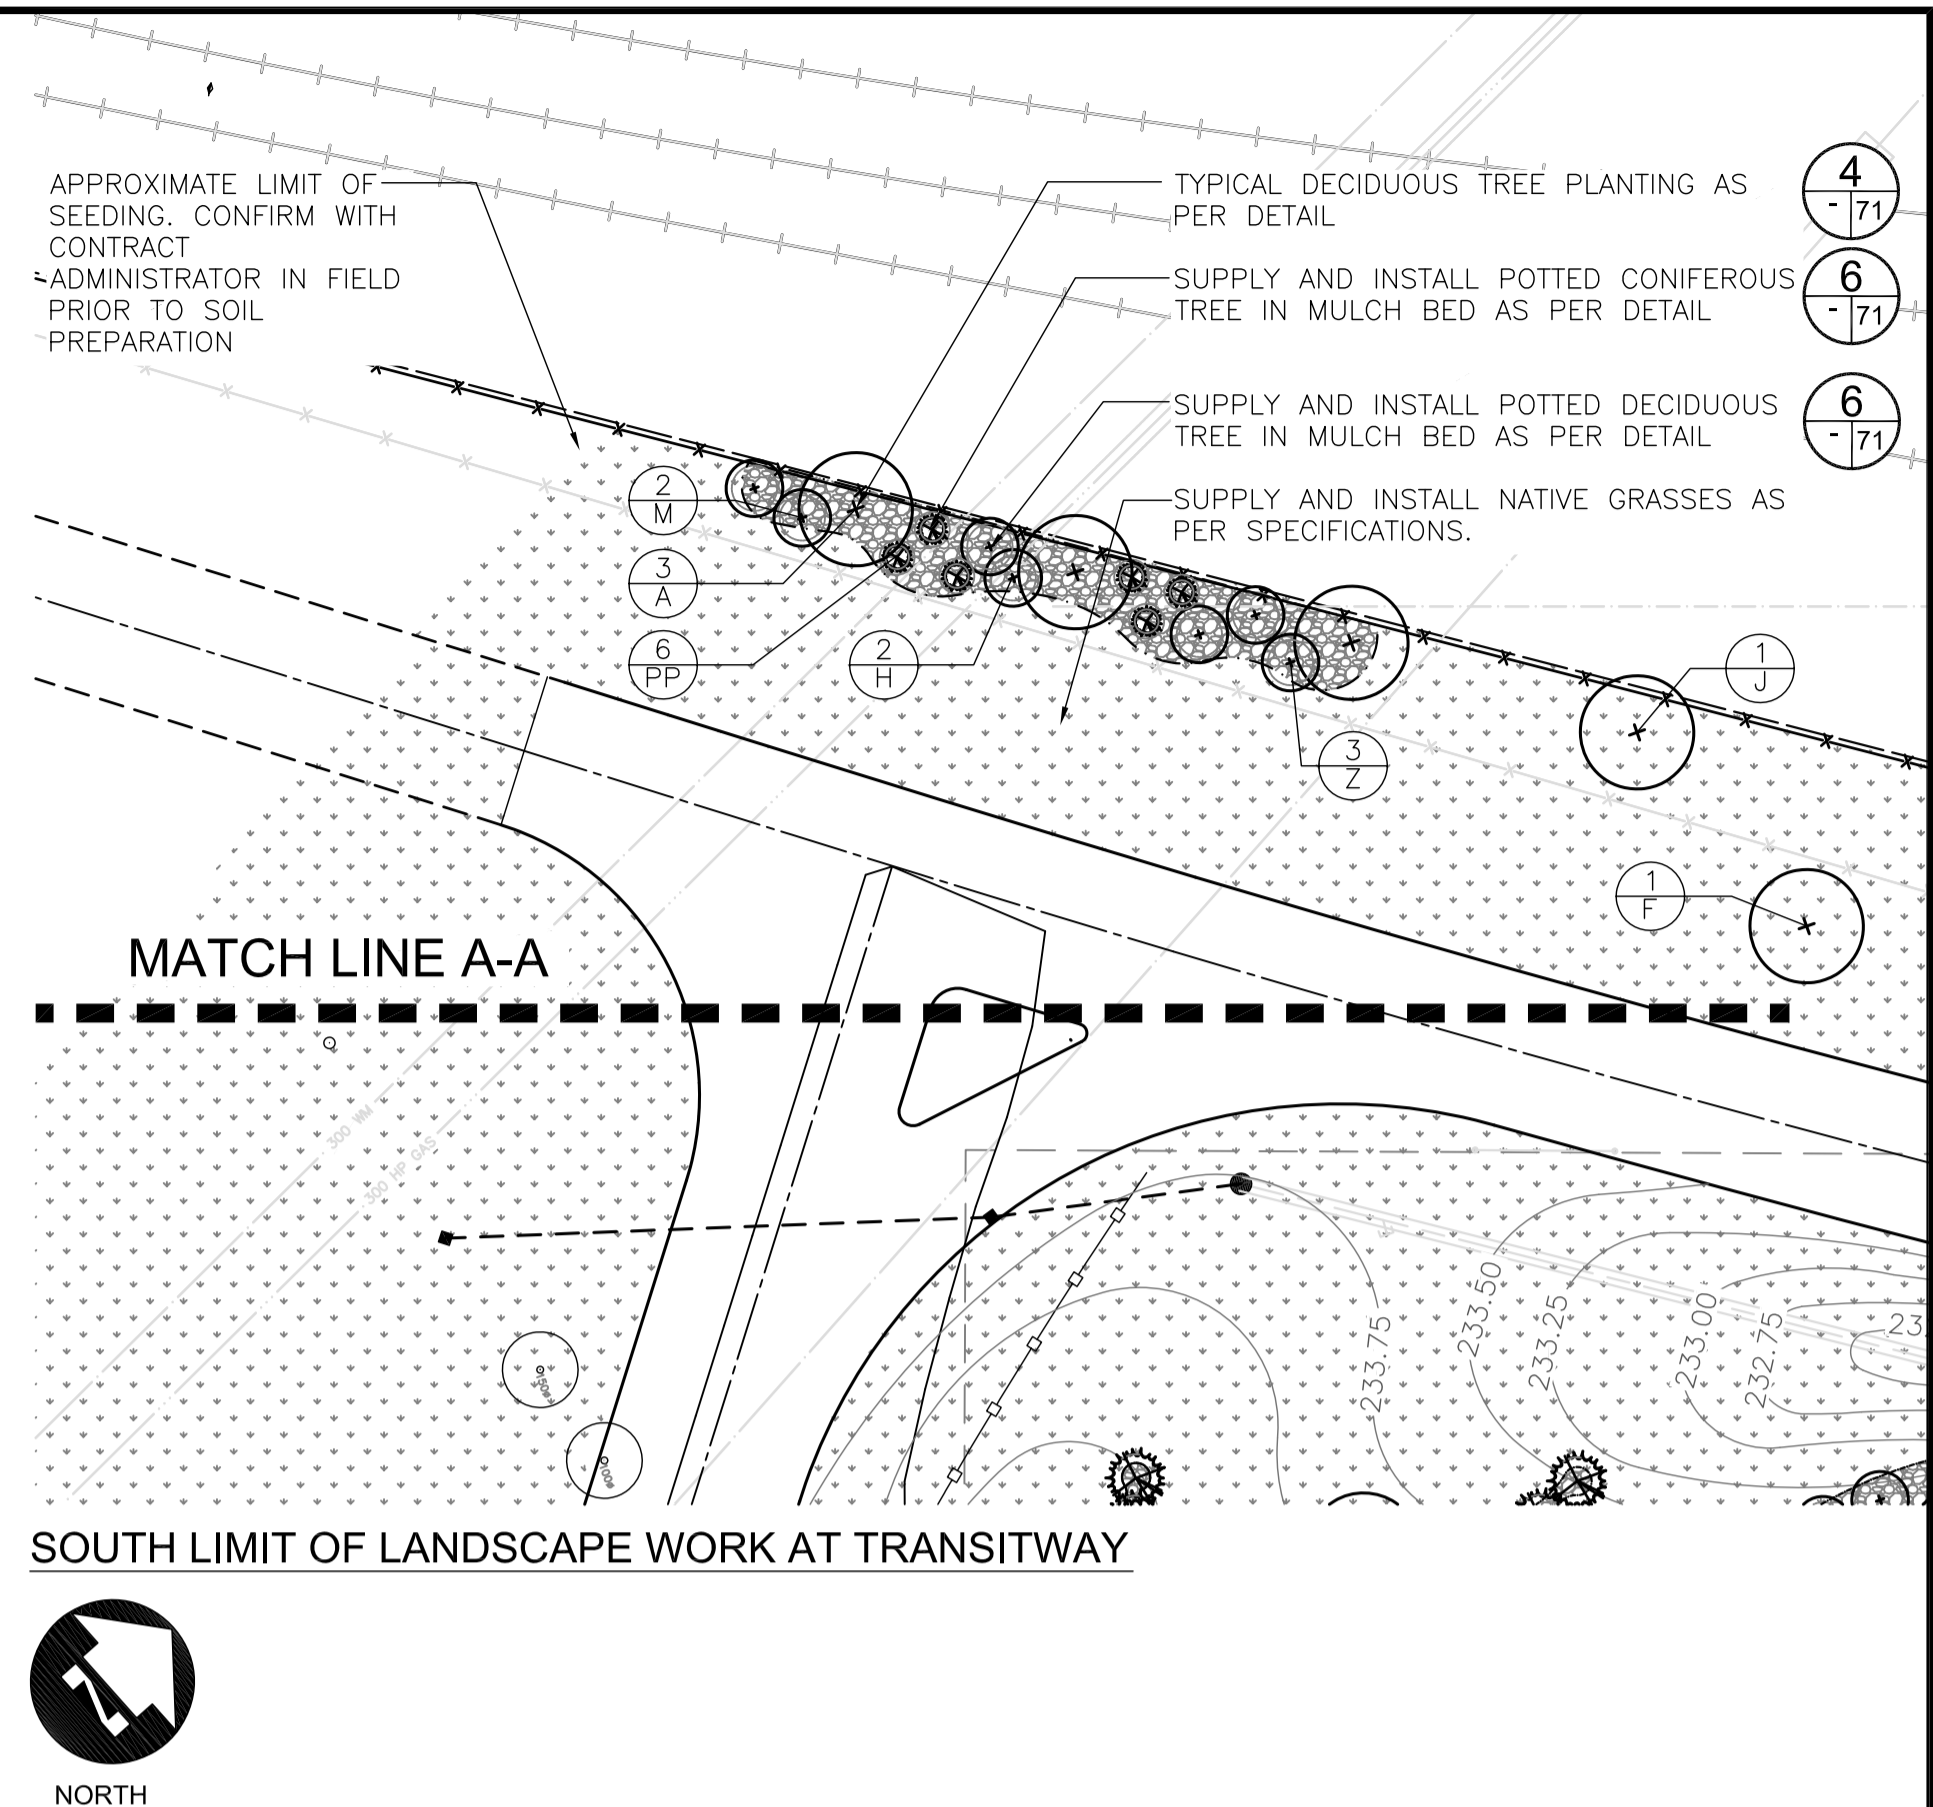 APPROXIMATE LIMIT OF
SEEDING. CONFIRM WITH
CONTRACT
ADMINISTRATOR IN FIELD
PRIOR TO SOIL
PREPARATION
TYPICAL DECIDUOUS TREE PLANTING AS
PER DETAIL
4
- 71
SUPPLY AND INSTALL POTTED CONIFEROUS
TREE IN MULCH BED AS PER DETAIL
6
- 71
SUPPLY AND INSTALL POTTED DECIDUOUS
TREE IN MULCH BED AS PER DETAIL
6
- 71
SUPPLY AND INSTALL NATIVE GRASSES AS
PER SPECIFICATIONS.
2
M
3
A
6
PP
2
H
1
J
3
Z
1
F
MATCH LINE A-A
300 WM
300 HP GAS
233.75
233.50
233.25
233.00
232.75
23
SOUTH LIMIT OF LANDSCAPE WORK AT TRANSITWAY
NORTH